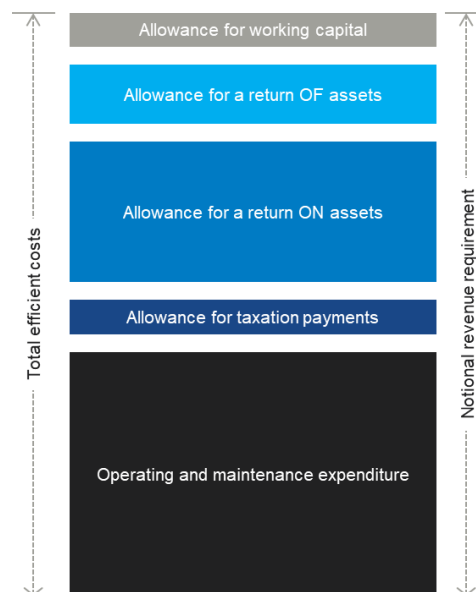 Allowance for working capital
Allowance for a return OF assets
Allowance for a return ON assets
Allowance for taxation payments
Operating and maintenance expenditure
Total efficient costs
Notional revenue requirement